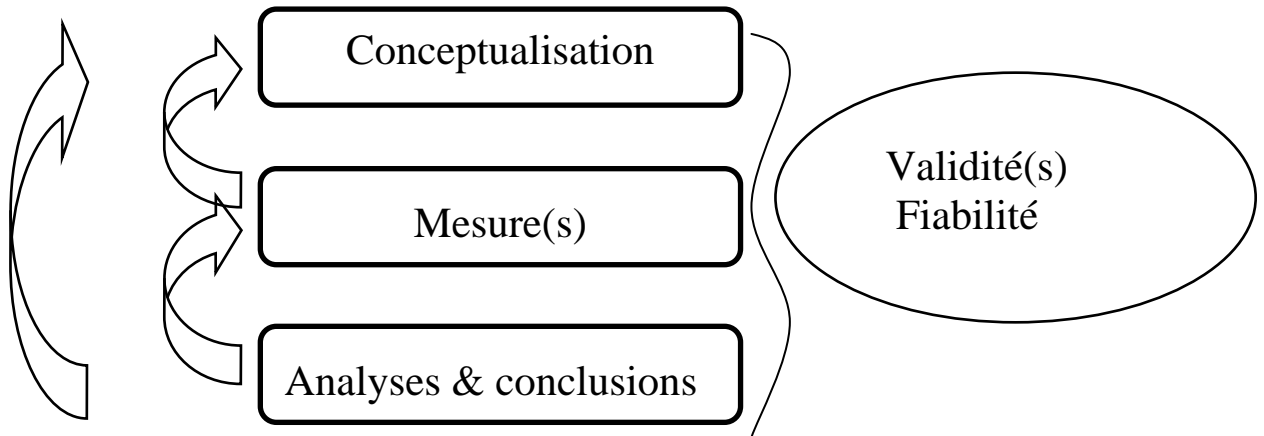 Conceptualisation
Validité(s)
Fiabilité
Mesure(s)
Analyses & conclusions